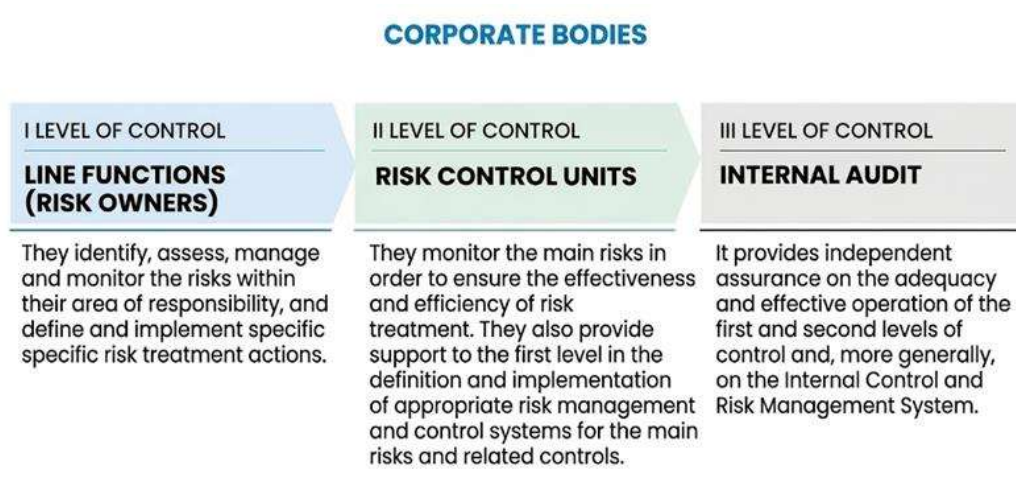 CORPORATE BODIES
I LEVEL OF CONTROL
LINE FUNCTIONS
(RISK OWNERS)
They identify, assess, manage
and monitor the risks within
their area of responsibility, and
define and implement specific
specific risk treatment actions.
II LEVEL OF CONTROL
RISK CONTROL UNITS
They monitor the main risks in
order to ensure the effectiveness
and efficiency of risk
treatment. They also provide
support to the first level in the
definition and implementation
of appropriate risk management
and control systems for the main
risks and related controls.
III LEVEL OF CONTROL
INTERNAL AUDIT
It provides independent
assurance on the adequacy
and effective operation of the
first and second levels of
control and, more generally,
on the Internal Control and
Risk Management System.